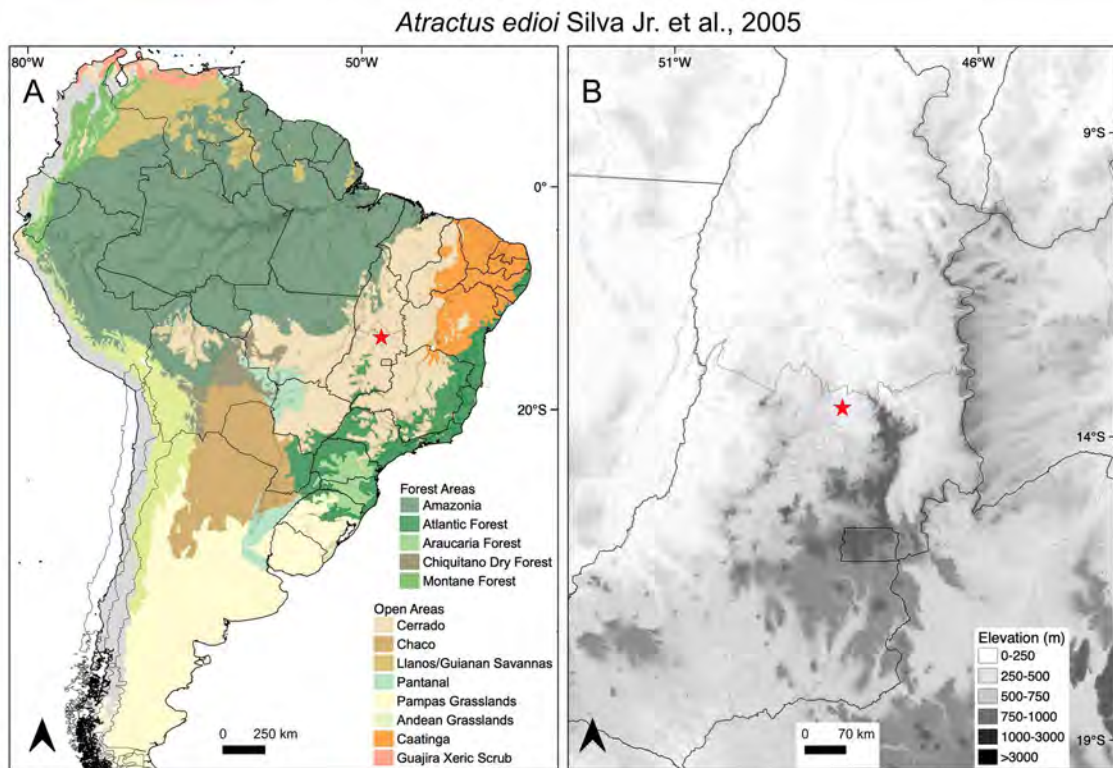 Atractus edioi Silva Jr. et al., 2005
80°W
50°W
A
N
0°
20°S
Forest Areas
Amazonia
Atlantic Forest
Araucaria Forest
Chiquitano Dry Forest
Montane Forest
Open Areas
Cerrado
Chaco
Llanos/Guianan Savannas
Pantanal
Pampas Grasslands
Andean Grasslands
Caatinga
Guajira Xeric Scrub
0 250 km
51°W
46°W
B
9°S
14°S
19°S
Elevation (m)
0-250
250-500
500-750
750-1000
1000-3000
>3000
0 70 km